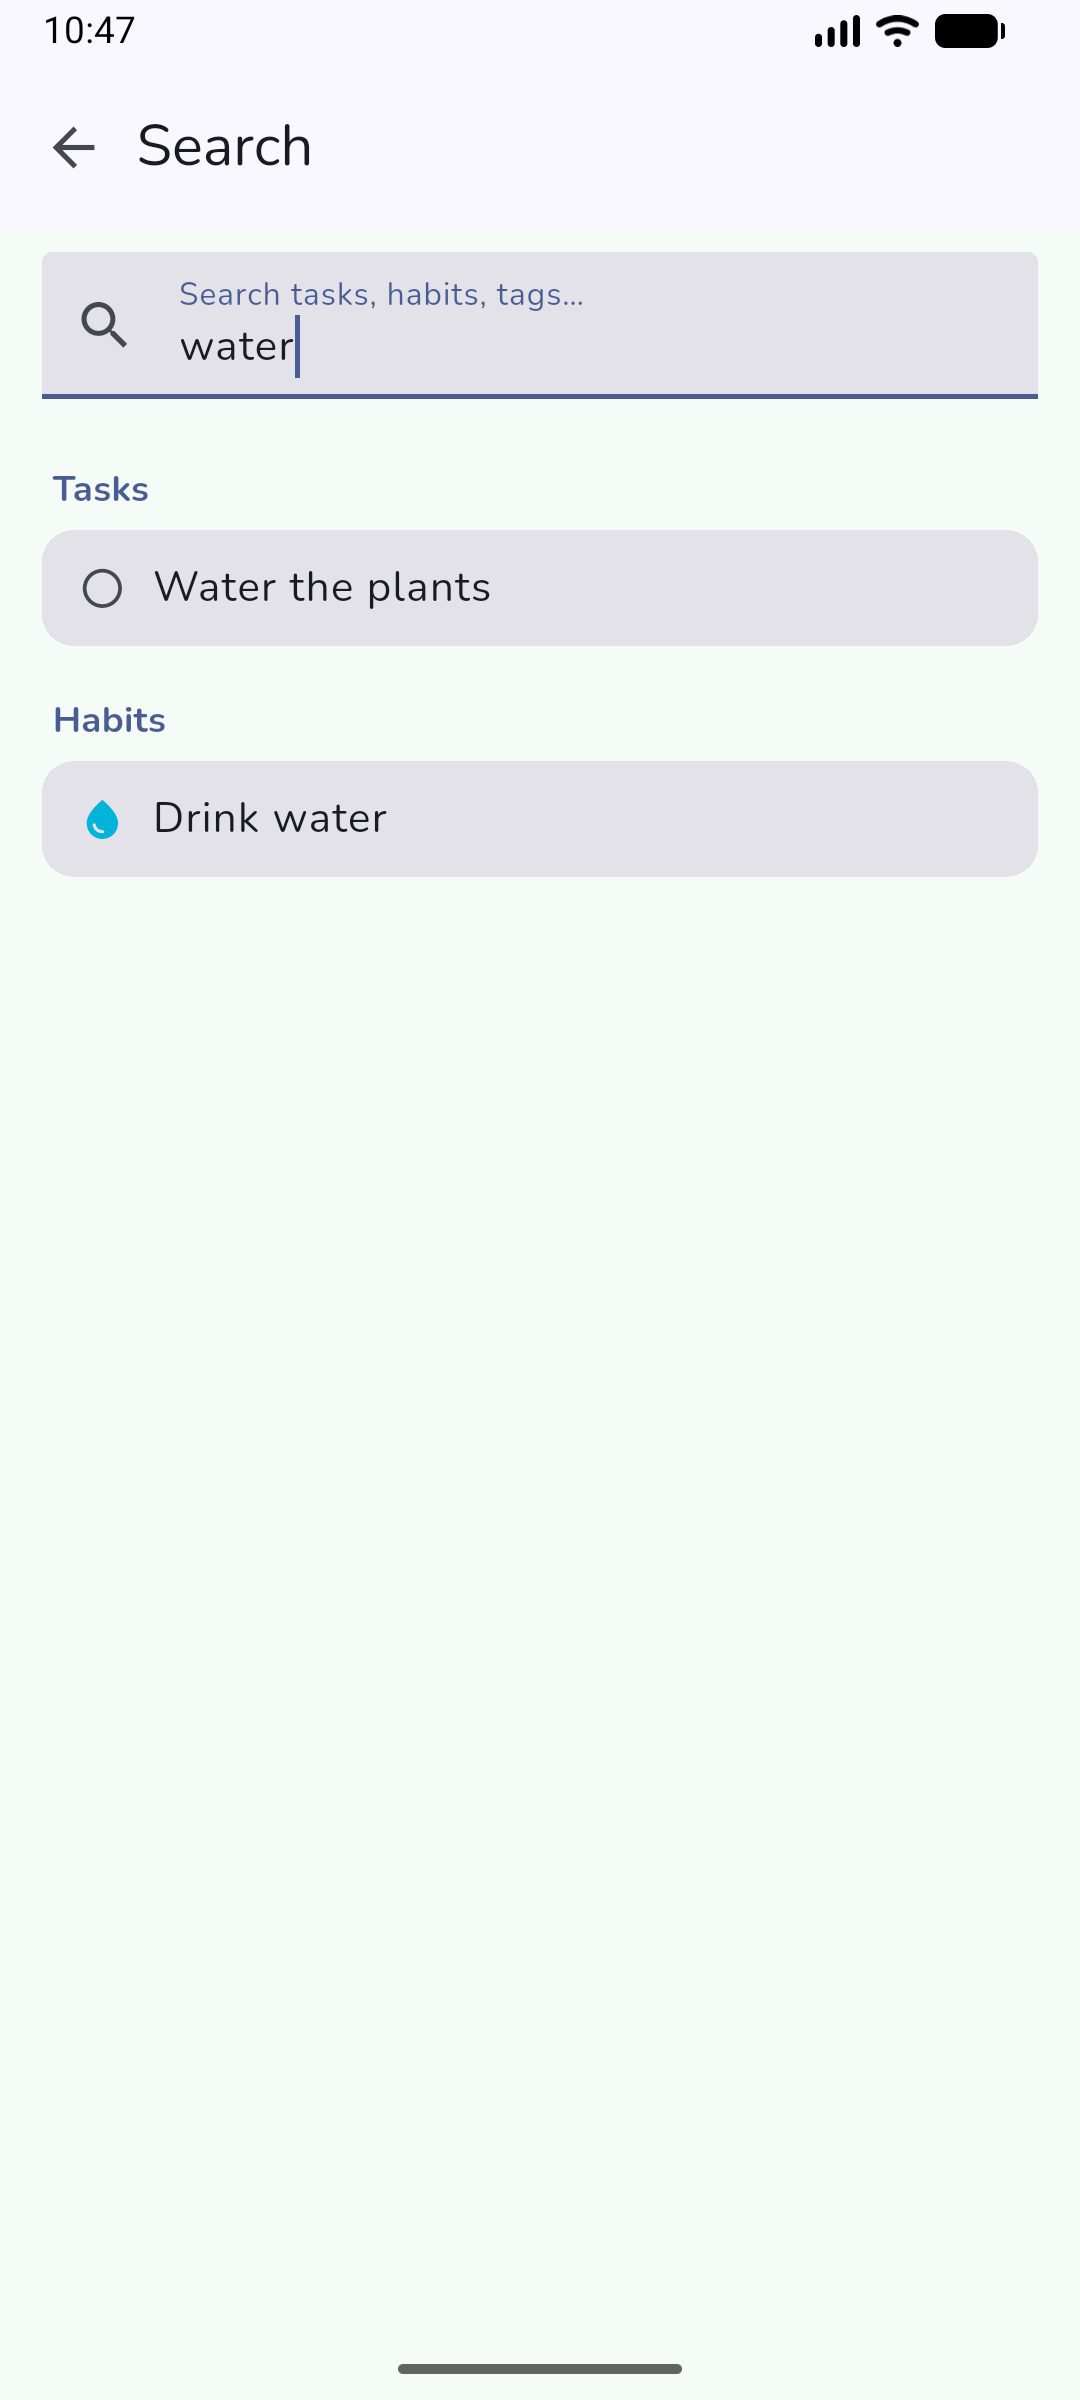 10:47
Search
Search tasks, habits, tags...
water
Tasks
Water the plants
Habits
Drink water